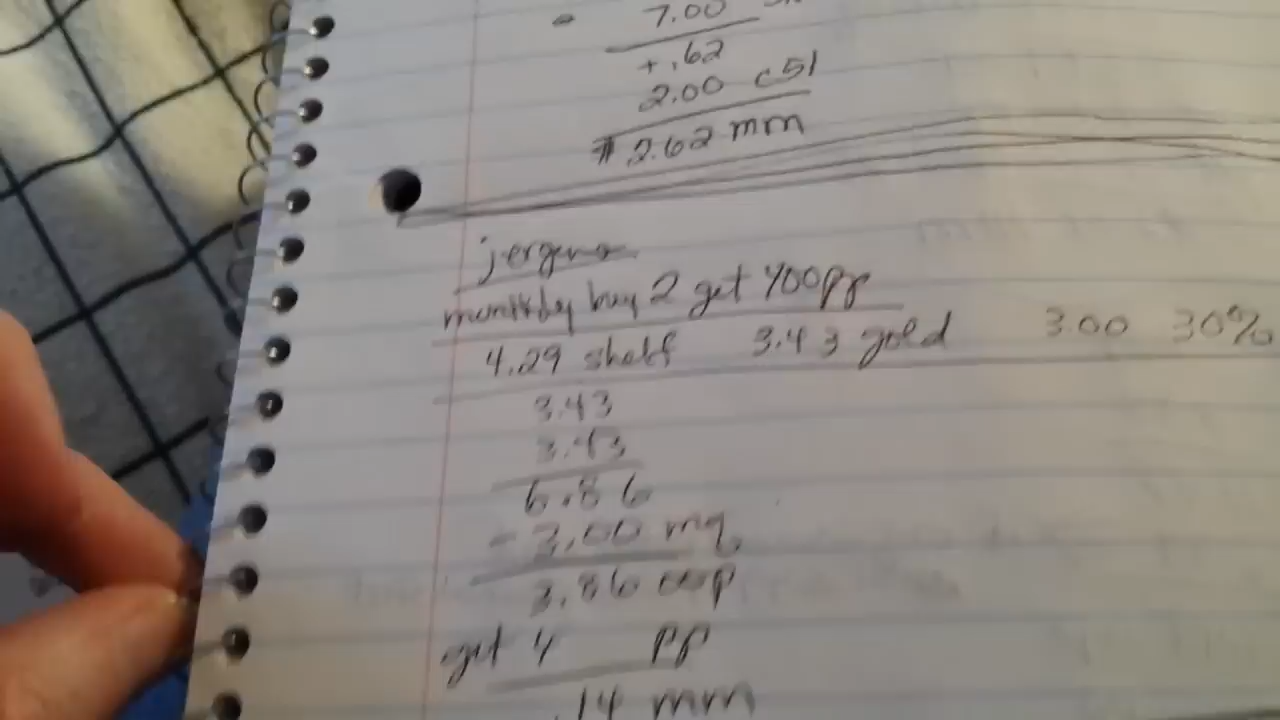 - 7.00
+.62
2.00 c51
$2.62 mm
jergens
monthly buy 2 get 400pp
4.29 shelf 3.43 gold 3.00 30%
3.43
3.43
6.86
- 3.00 mq
3.86 oop
get 4 pp
.14 mm